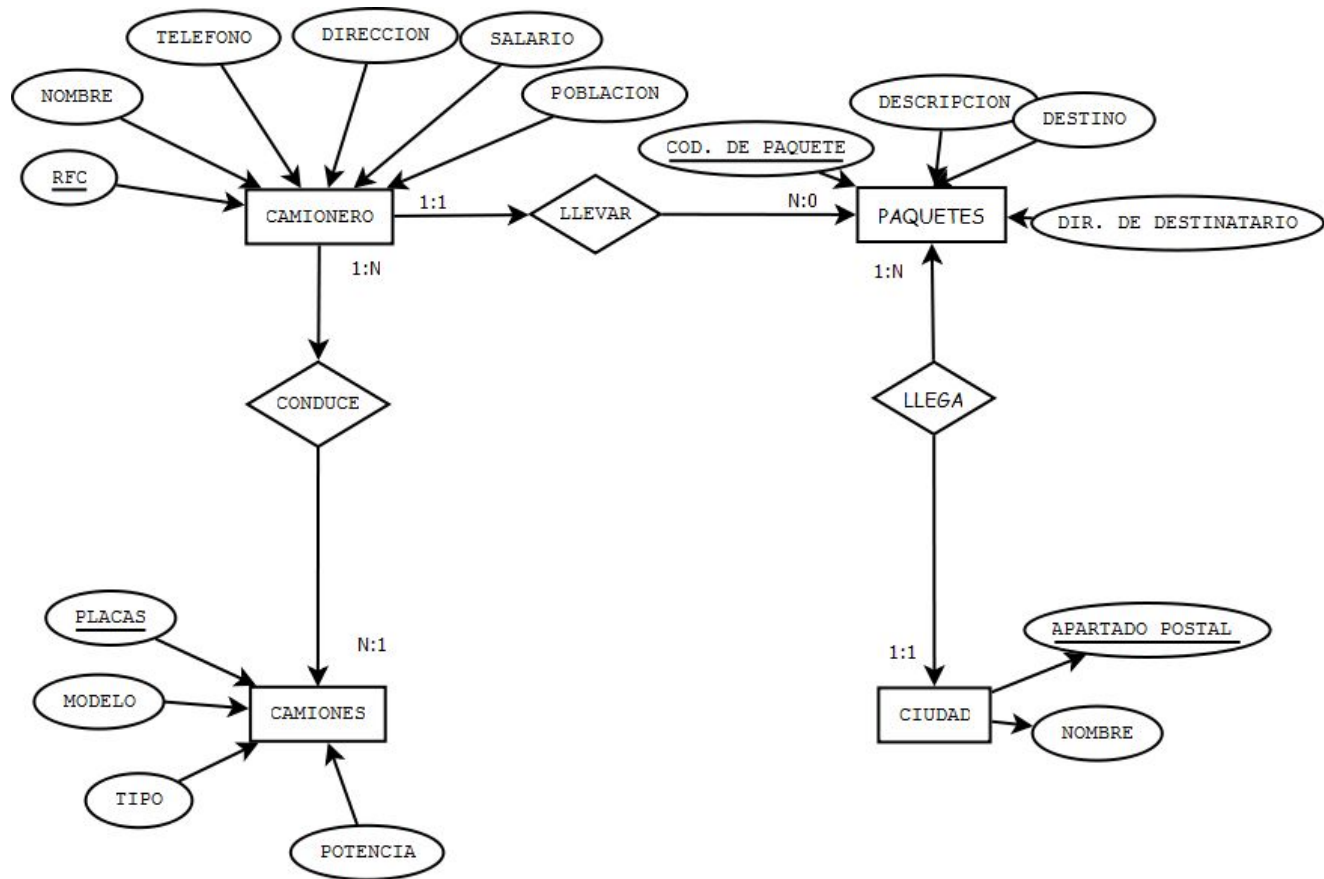 TELEFONO
DIRECCION
SALARIO
NOMBRE
POBLACION
DESCRIPCION
DESTINO
COD. DE PAQUETE
RFC
CAMIONERO
1:1
LLEVAR
N:0
PAQUETES
DIR. DE DESTINATARIO
1:N
1:N
CONDUCE
LLEGA
PLACAS
N:1
1:1
APARTADO POSTAL
MODELO
CAMIONES
CIUDAD
NOMBRE
TIPO
POTENCIA